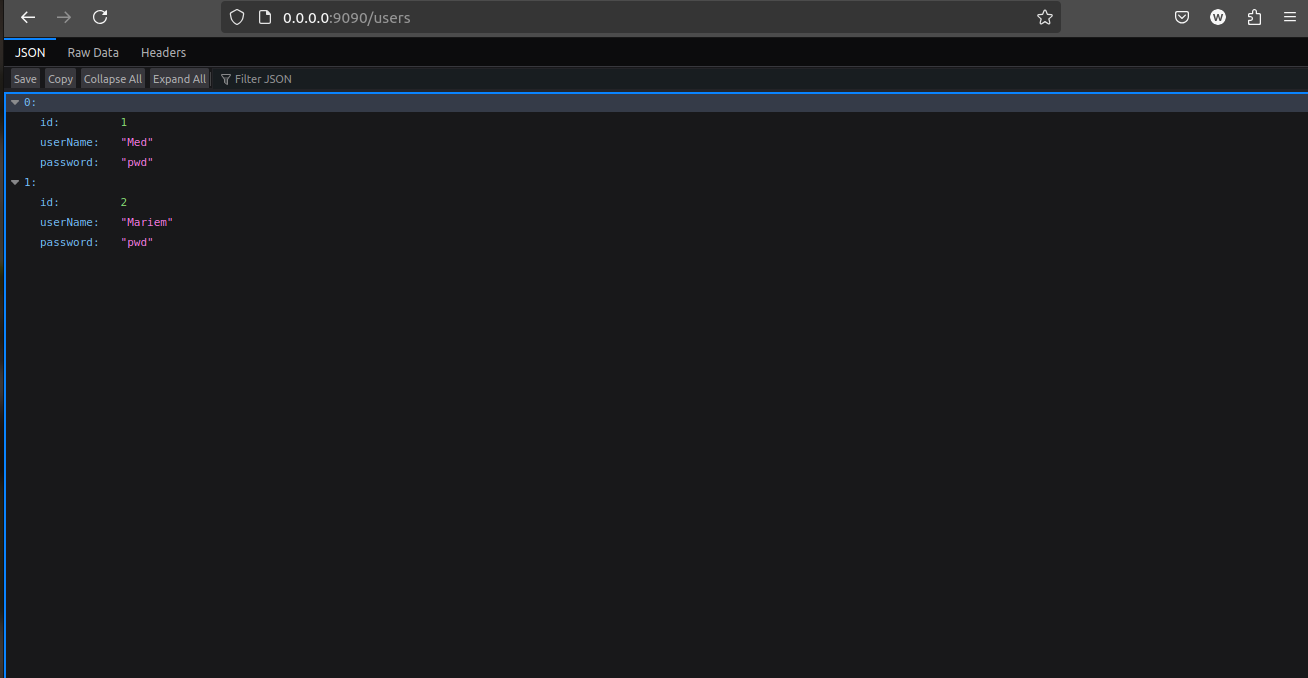 0.0.0.0:9090/users
W
JSON Raw Data Headers
Save Copy Collapse All Expand All Filter JSON
0:
id: 1
userName: "Med"
password: "pwd"
1:
id: 2
userName: "Mariem"
password: "pwd"